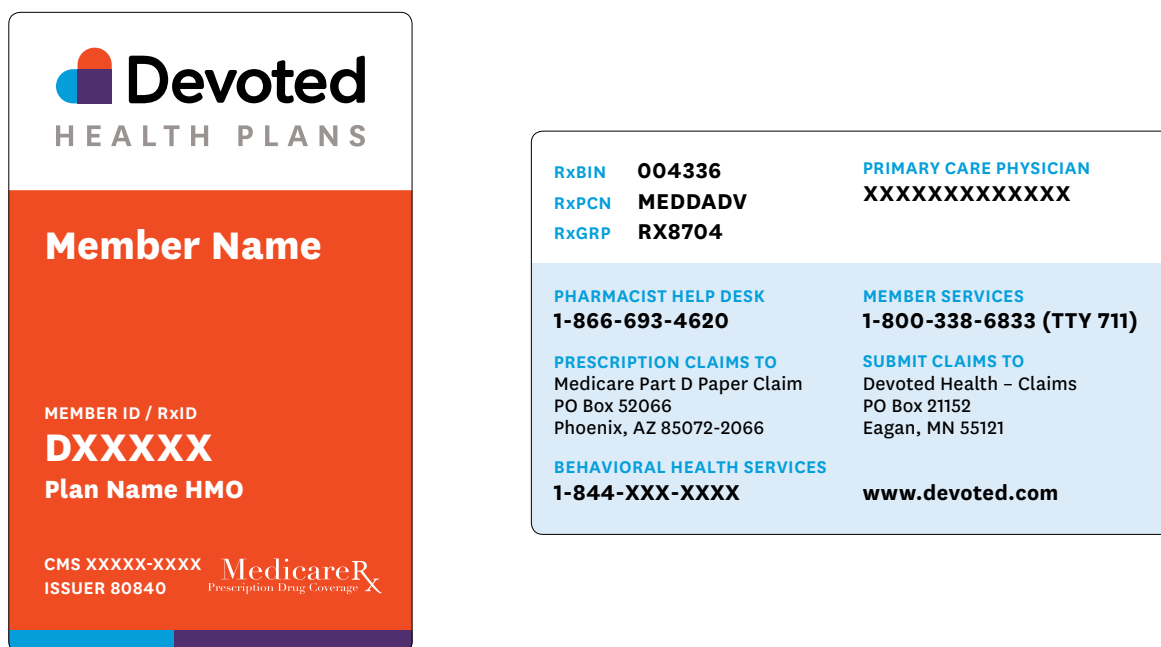 Devoted
HEALTH PLANS
Member Name
MEMBER ID / RxID
DXXXXX
Plan Name HMO
CMS XXXXX-XXXX
ISSUER 80840
MedicareRx
Prescription Drug Coverage
RxBIN 004336
RxPCN MEDDADV
RxGRP RX8704
PRIMARY CARE PHYSICIAN
XXXXXXXXXXXXX
PHARMACIST HELP DESK
1-866-693-4620
MEMBER SERVICES
1-800-338-6833 (TTY 711)
PRESCRIPTION CLAIMS TO
Medicare Part D Paper Claim
PO Box 52066
Phoenix, AZ 85072-2066
SUBMIT CLAIMS TO
Devoted Health – Claims
PO Box 21152
Eagan, MN 55121
BEHAVIORAL HEALTH SERVICES
1-844-XXX-XXXX
www.devoted.com